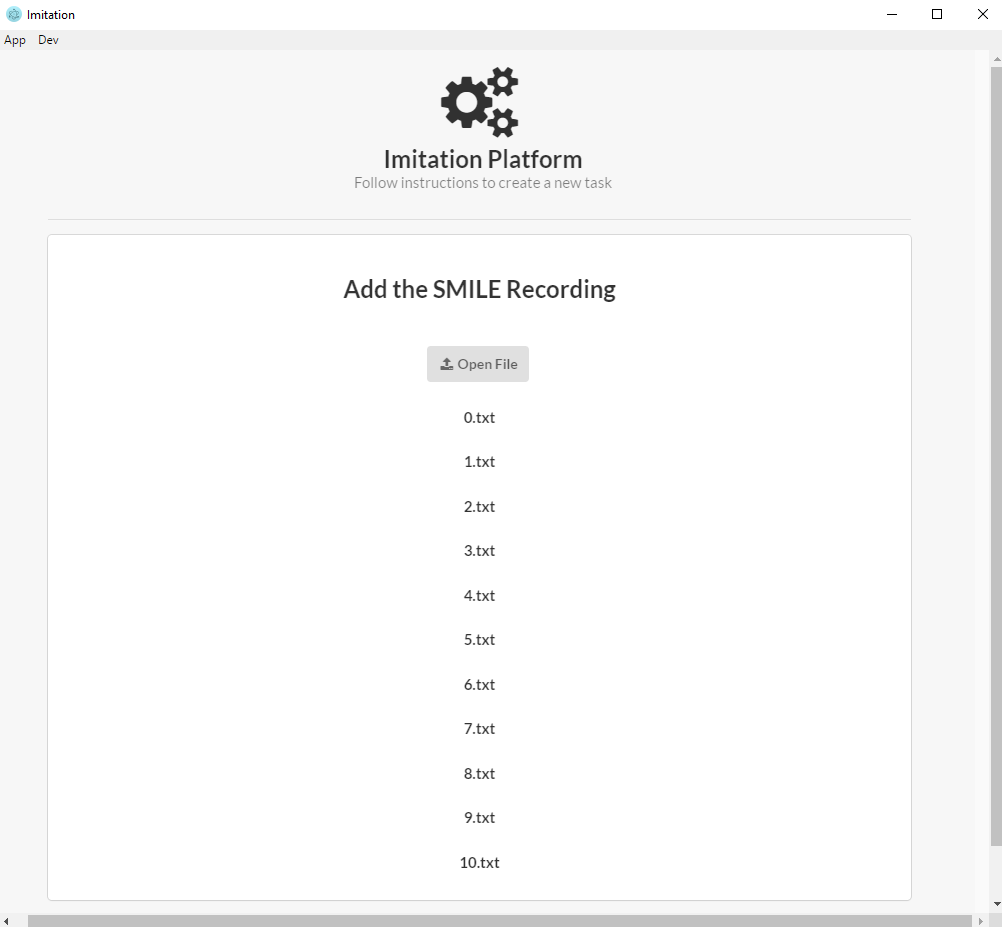 Imitation
App Dev
Imitation Platform
Follow instructions to create a new task
Add the SMILE Recording
Open File
0.txt
1.txt
2.txt
3.txt
4.txt
5.txt
6.txt
7.txt
8.txt
9.txt
10.txt